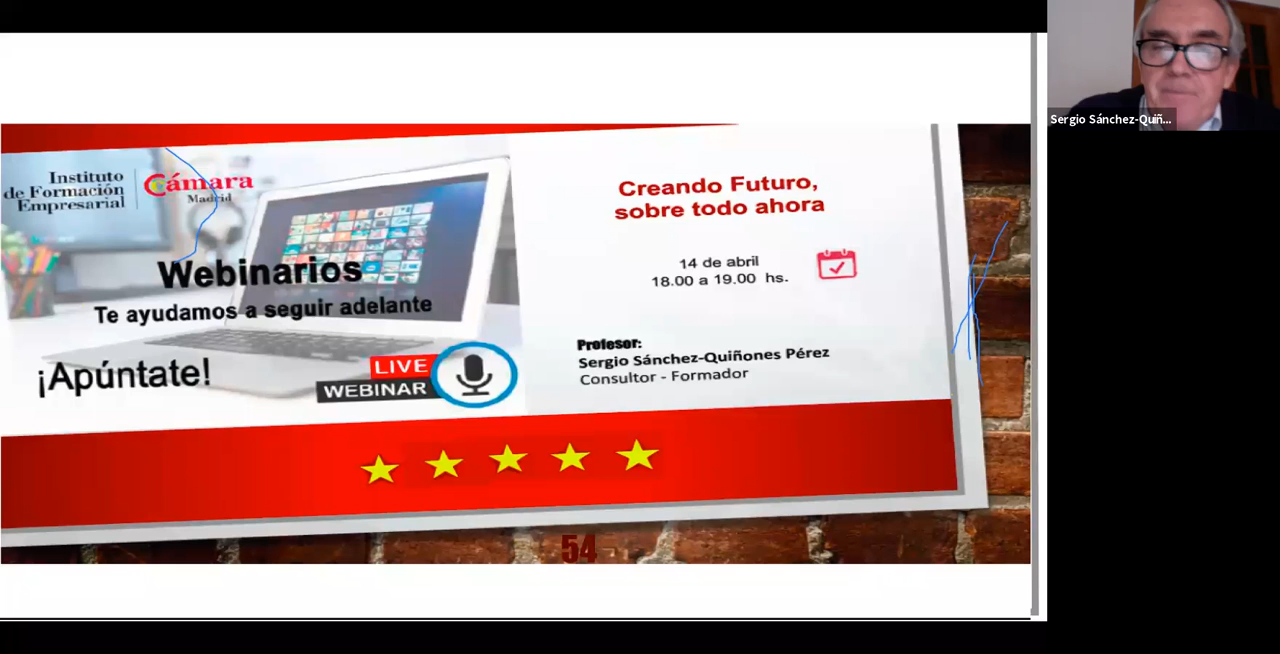 Instituto
de Formación
Empresarial
Cámara
Madrid
Webinarios
Te ayudamos a seguir adelante
¡Apúntate!
LIVE
WEBINAR
Creando Futuro,
sobre todo ahora
14 de abril
18.00 a 19.00 hs.
Profesor:
Sergio Sánchez-Quiñones Pérez
Consultor - Formador
54
Sergio Sánchez-Quiñ...